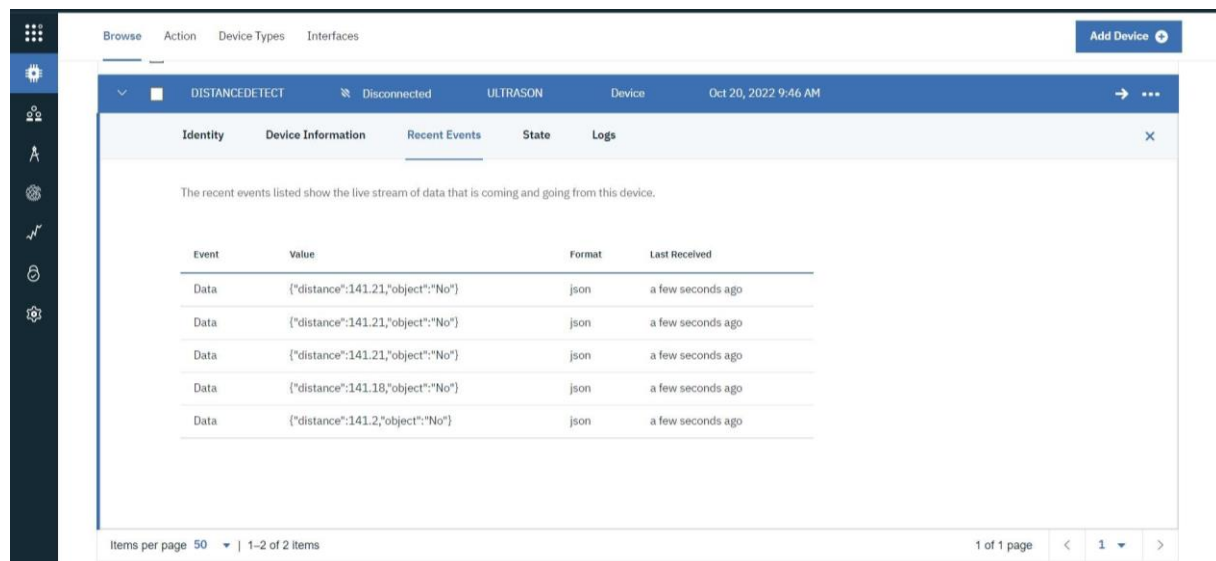 Browse Action Device Types Interfaces Add Device
DISTANCEDETECT Disconnected ULTRASON Device Oct 20, 2022 9:46 AM
Identity Device Information Recent Events State Logs
The recent events listed show the live stream of data that is coming and going from this device.
Event Value Format Last Received
Data {"distance":141.21,"object":"No"} json a few seconds ago
Data {"distance":141.21,"object":"No"} json a few seconds ago
Data {"distance":141.21,"object":"No"} json a few seconds ago
Data {"distance":141.18,"object":"No"} json a few seconds ago
Data {"distance":141.2,"object":"No"} json a few seconds ago
Items per page 50 | 1–2 of 2 items 1 of 1 page 1